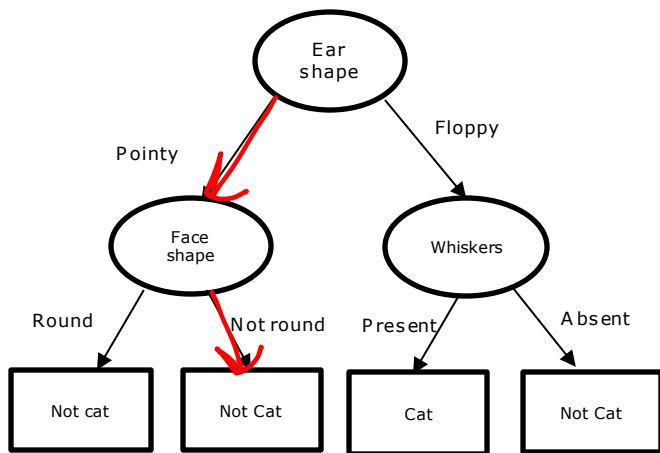 Ear
shape
Pointy
Floppy
Face
shape
Whiskers
Round
Not round
Present
Absent
Not cat
Not Cat
Cat
Not Cat